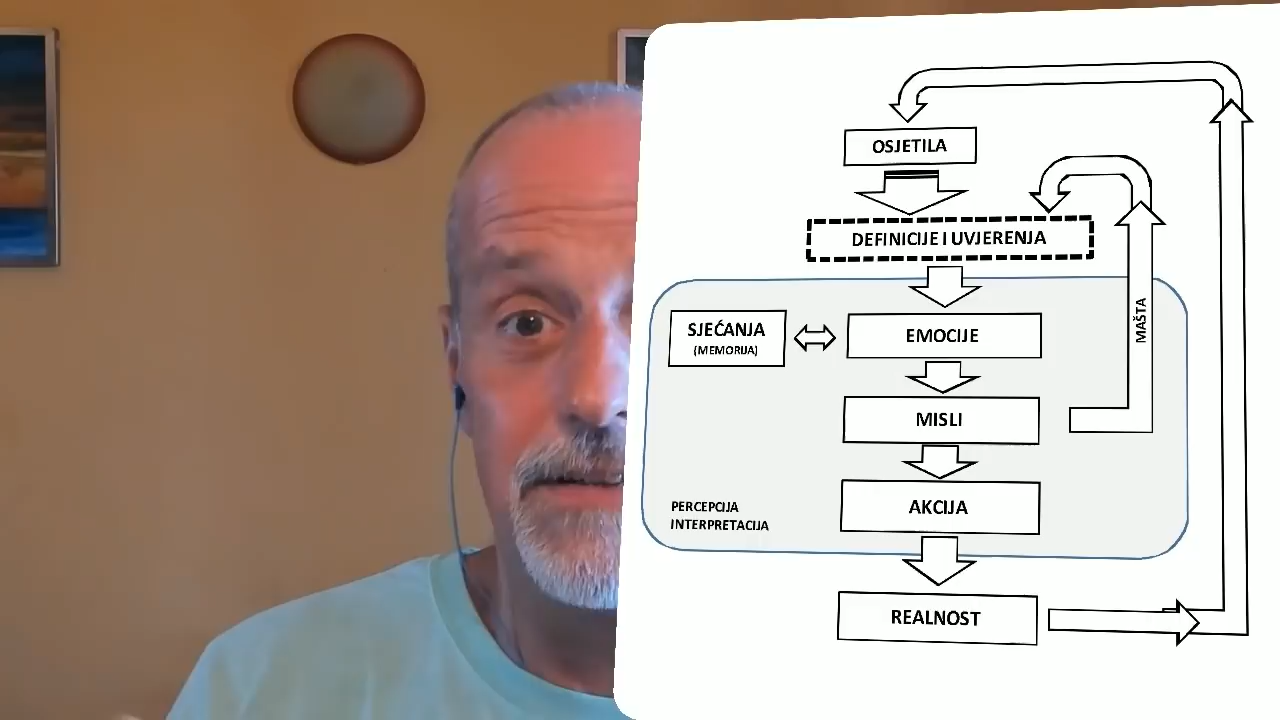 OSJETILA
DEFINICIJE I UVJERENJA
SJEĆANJA
(MEMORIJA)
EMOCIJE
MAŠTA
MISLI
PERCEPCIJA
INTERPRETACIJA
AKCIJA
REALNOST